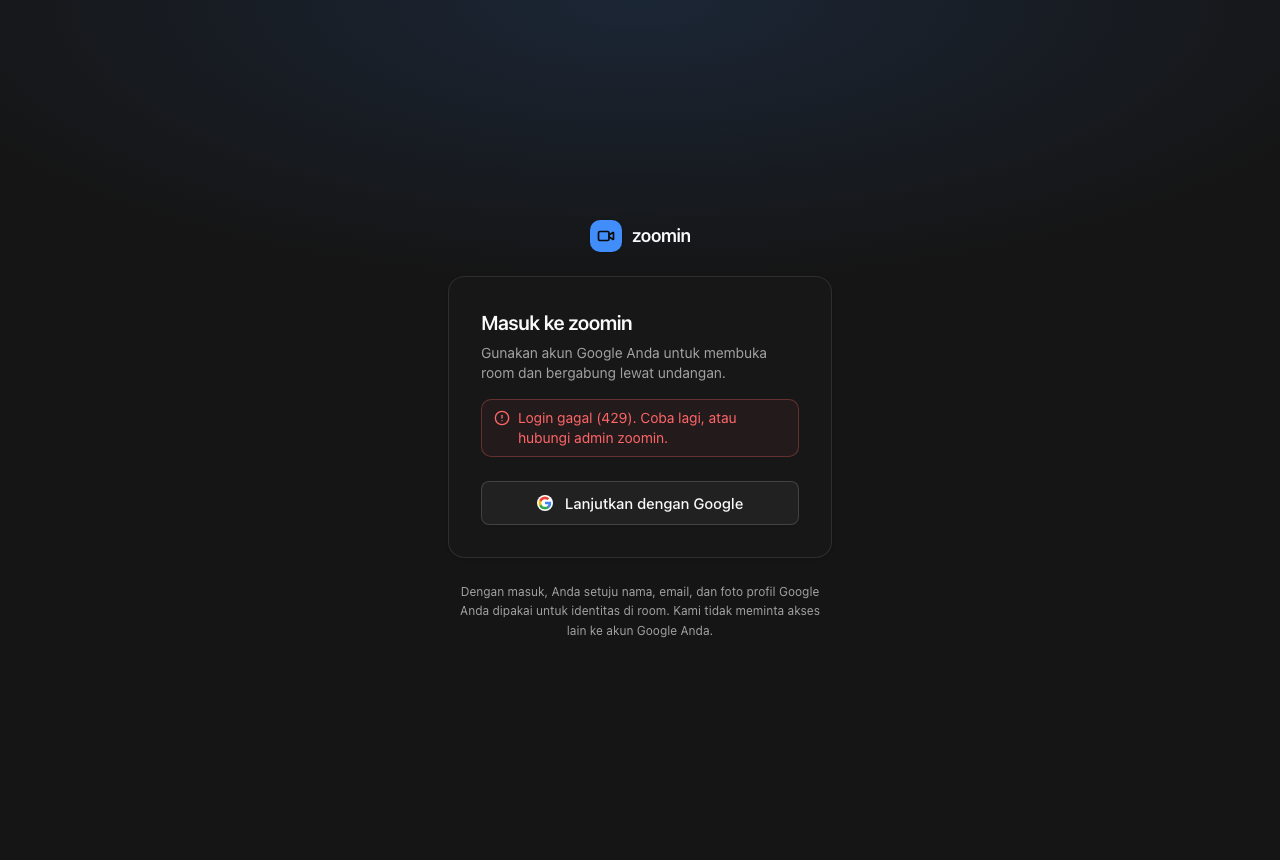 zoomin
Masuk ke zoomin
Gunakan akun Google Anda untuk membuka
room dan bergabung lewat undangan.
Login gagal (429). Coba lagi, atau
hubungi admin zoomin.
Lanjutkan dengan Google
Dengan masuk, Anda setuju nama, email, dan foto profil Google
Anda dipakai untuk identitas di room. Kami tidak meminta akses
lain ke akun Google Anda.